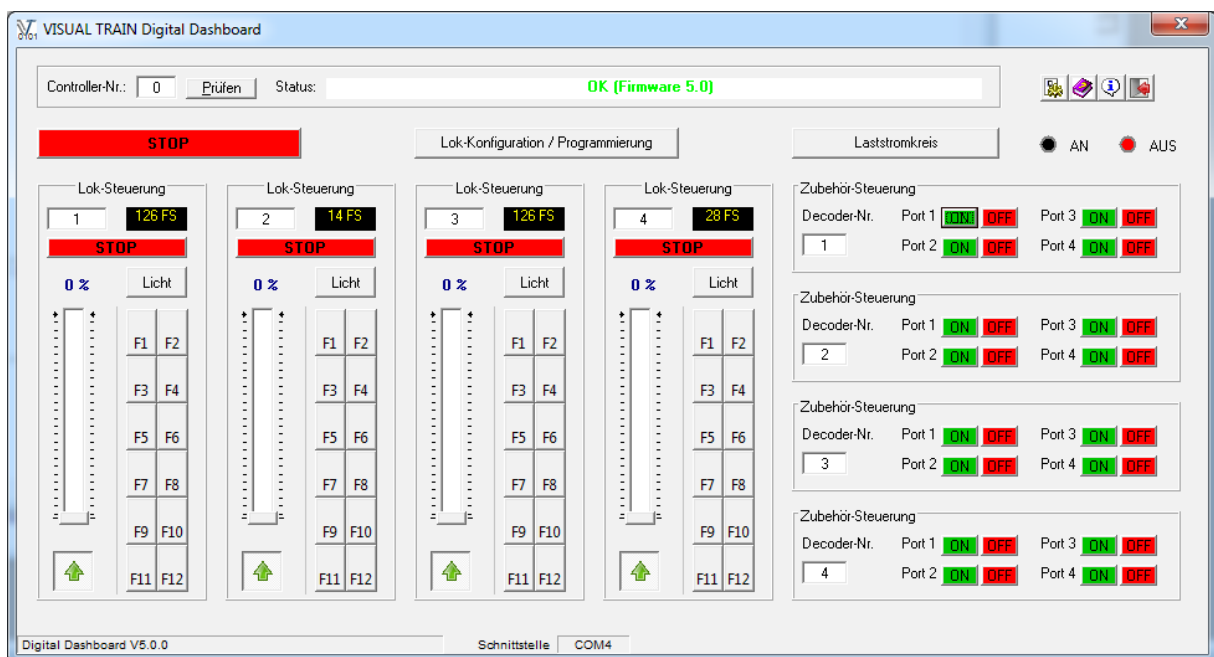 VISUAL TRAIN Digital Dashboard
Controller-Nr.: 0 Prüfen Status: OK (Firmware 5.0)
STOP Lok-Konfiguration / Programmierung Laststromkreis AN AUS
Lok-Steuerung
1 126 FS
STOP
0 % Licht
F1 F2
F3 F4
F5 F6
F7 F8
F9 F10
F11 F12
Lok-Steuerung
2 14 FS
STOP
0 % Licht
F1 F2
F3 F4
F5 F6
F7 F8
F9 F10
F11 F12
Lok-Steuerung
3 126 FS
STOP
0 % Licht
F1 F2
F3 F4
F5 F6
F7 F8
F9 F10
F11 F12
Lok-Steuerung
4 28 FS
STOP
0 % Licht
F1 F2
F3 F4
F5 F6
F7 F8
F9 F10
F11 F12
Zubehör-Steuerung
Decoder-Nr. Port 1 ON OFF Port 3 ON OFF
1 Port 2 ON OFF Port 4 ON OFF
Zubehör-Steuerung
Decoder-Nr. Port 1 ON OFF Port 3 ON OFF
2 Port 2 ON OFF Port 4 ON OFF
Zubehör-Steuerung
Decoder-Nr. Port 1 ON OFF Port 3 ON OFF
3 Port 2 ON OFF Port 4 ON OFF
Zubehör-Steuerung
Decoder-Nr. Port 1 ON OFF Port 3 ON OFF
4 Port 2 ON OFF Port 4 ON OFF
Digital Dashboard V5.0.0 Schnittstelle COM4